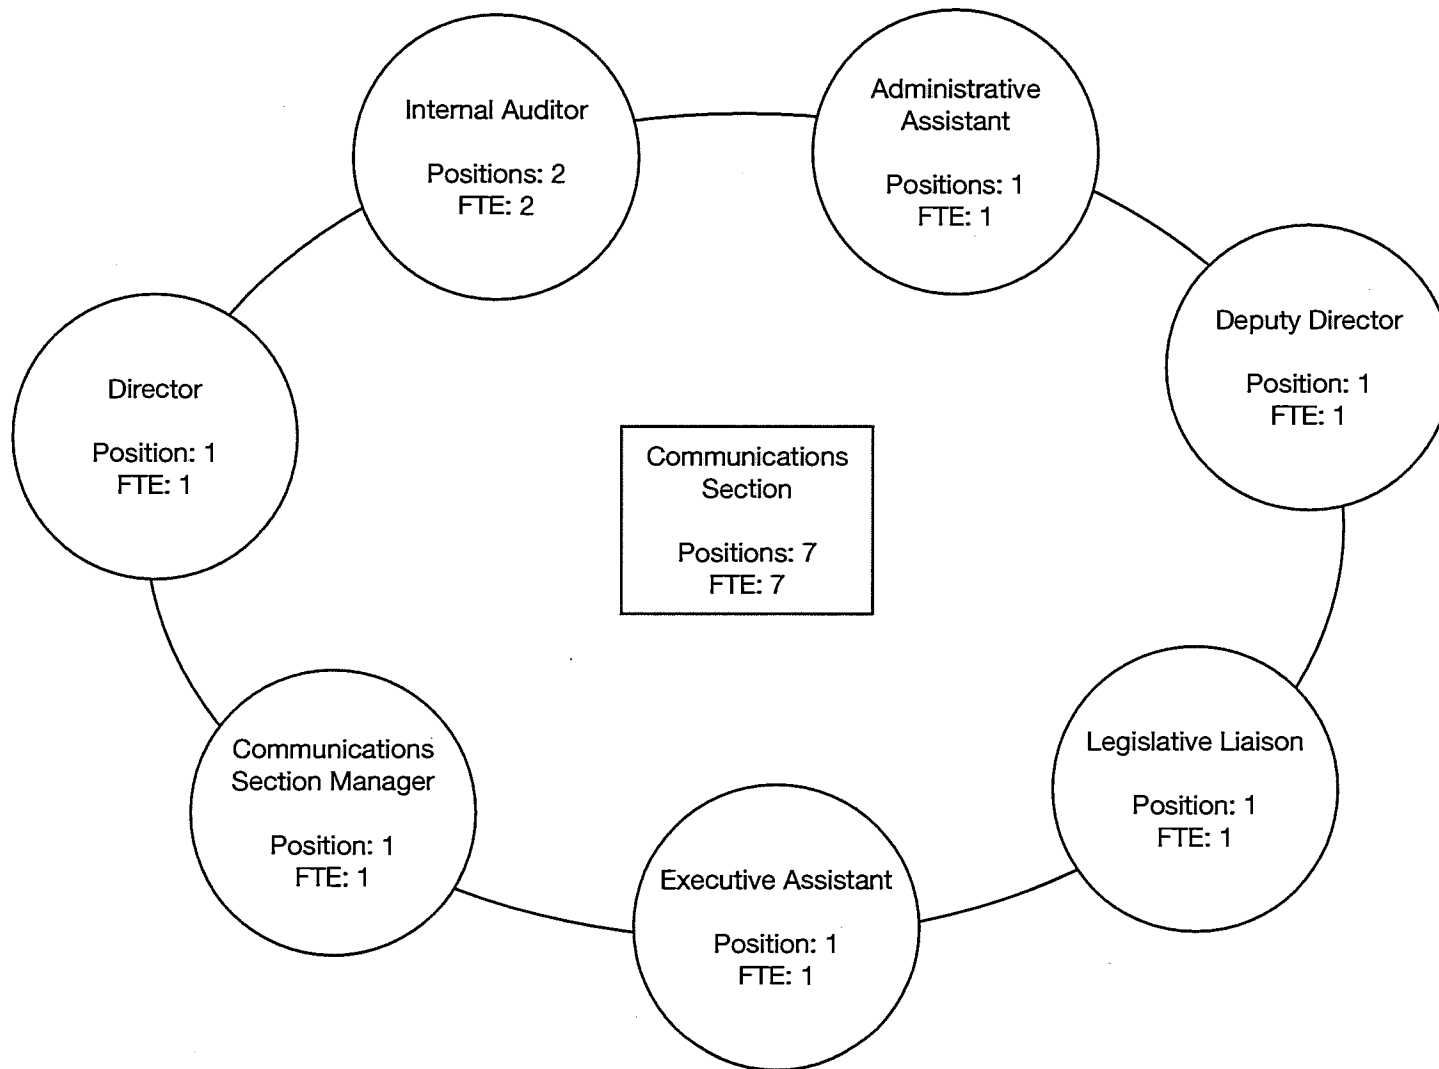 Internal Auditor
Positions: 2
FTE: 2
Administrative
Assistant
Positions: 1
FTE: 1
Deputy Director
Position: 1
FTE: 1
Director
Position: 1
FTE: 1
Communications
Section
Positions: 7
FTE: 7
Communications
Section Manager
Position: 1
FTE: 1
Executive Assistant
Position: 1
FTE: 1
Legislative Liaison
Position: 1
FTE: 1